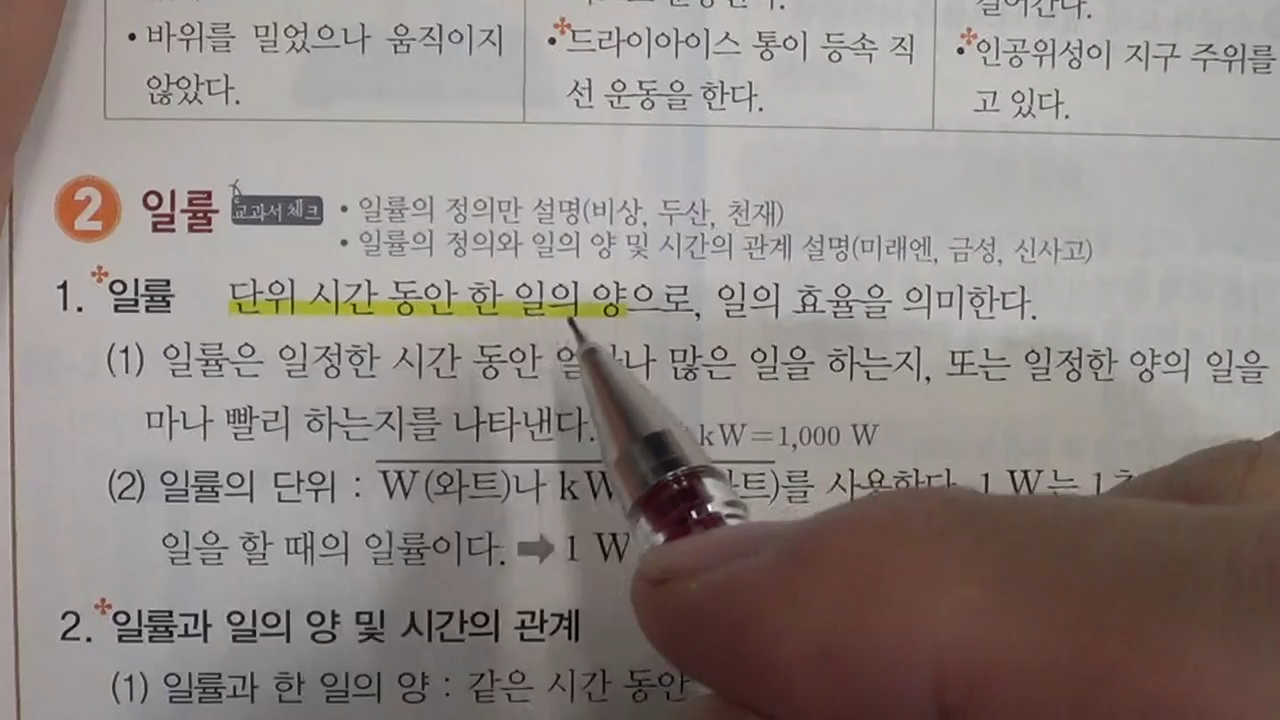 걸어간다.
• 바위를 밀었으나 움직이지
않았다.
• 드라이아이스 통이 등속 직
선 운동을 한다.
• 인공위성이 지구 주위를
고 있다.
2 일률 교과서 체크 • 일률의 정의만 설명(비상, 두산, 천재)
• 일률의 정의와 일의 양 및 시간의 관계 설명(미래엔, 금성, 신사고)
1. 일률 단위 시간 동안 한 일의 양으로, 일의 효율을 의미한다.
(1) 일률은 일정한 시간 동안 나 많은 일을 하는지, 또는 일정한 양의 일을
마나 빨리 하는지를 나타낸다.
kW=1,000 W
(2) 일률의 단위 : W(와트)나 kW 트)를 사용한다. 1 W는 1
일을 할 때의 일률이다. ➡ 1 W
2. 일률과 일의 양 및 시간의 관계
(1) 일률과 한 일의 양 : 같은 시간 동안